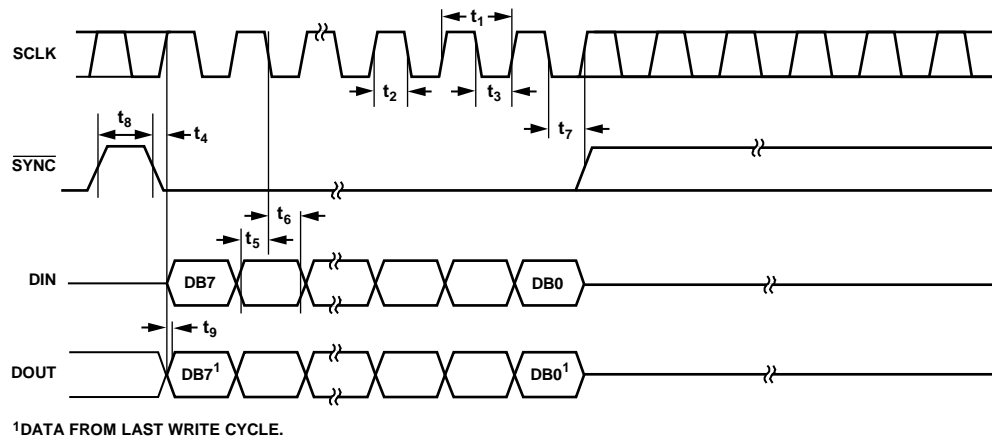 t1
SCLK
t2
t3
t8
t4
t7
SYNC
t6
t5
DIN
DB7
DB0
t9
DOUT
DB7¹
DB0¹
¹DATA FROM LAST WRITE CYCLE.